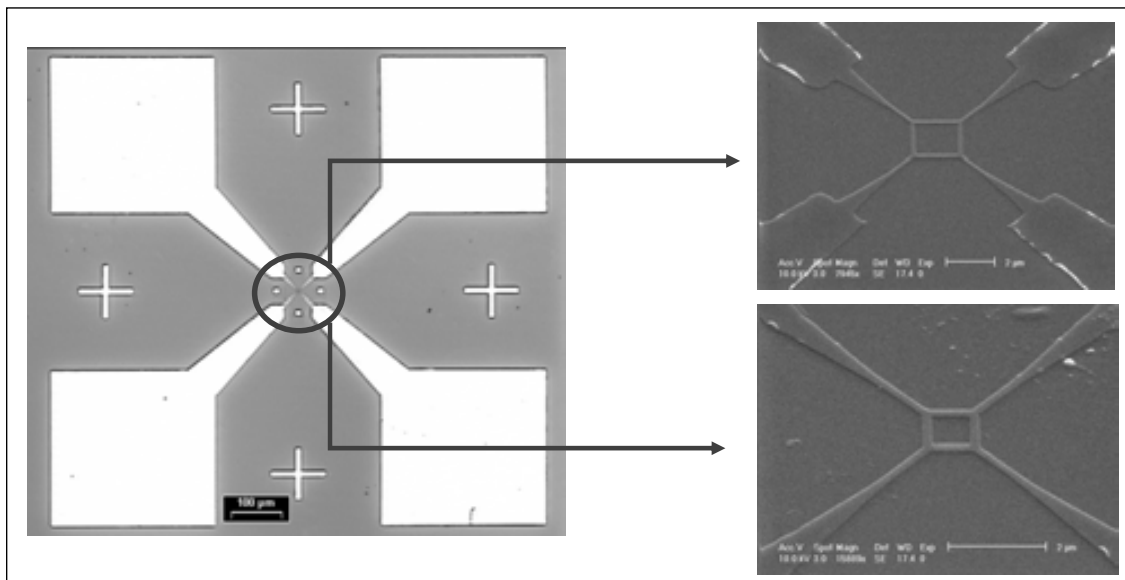 100 µm
Acc.V Spot Magn Det WD Exp 2 µm
10.0 kV 3.0 SE 17.4 0
Acc.V Spot Magn Det WD Exp 2 µm
10.0 kV 3.0 SE 17.4 0